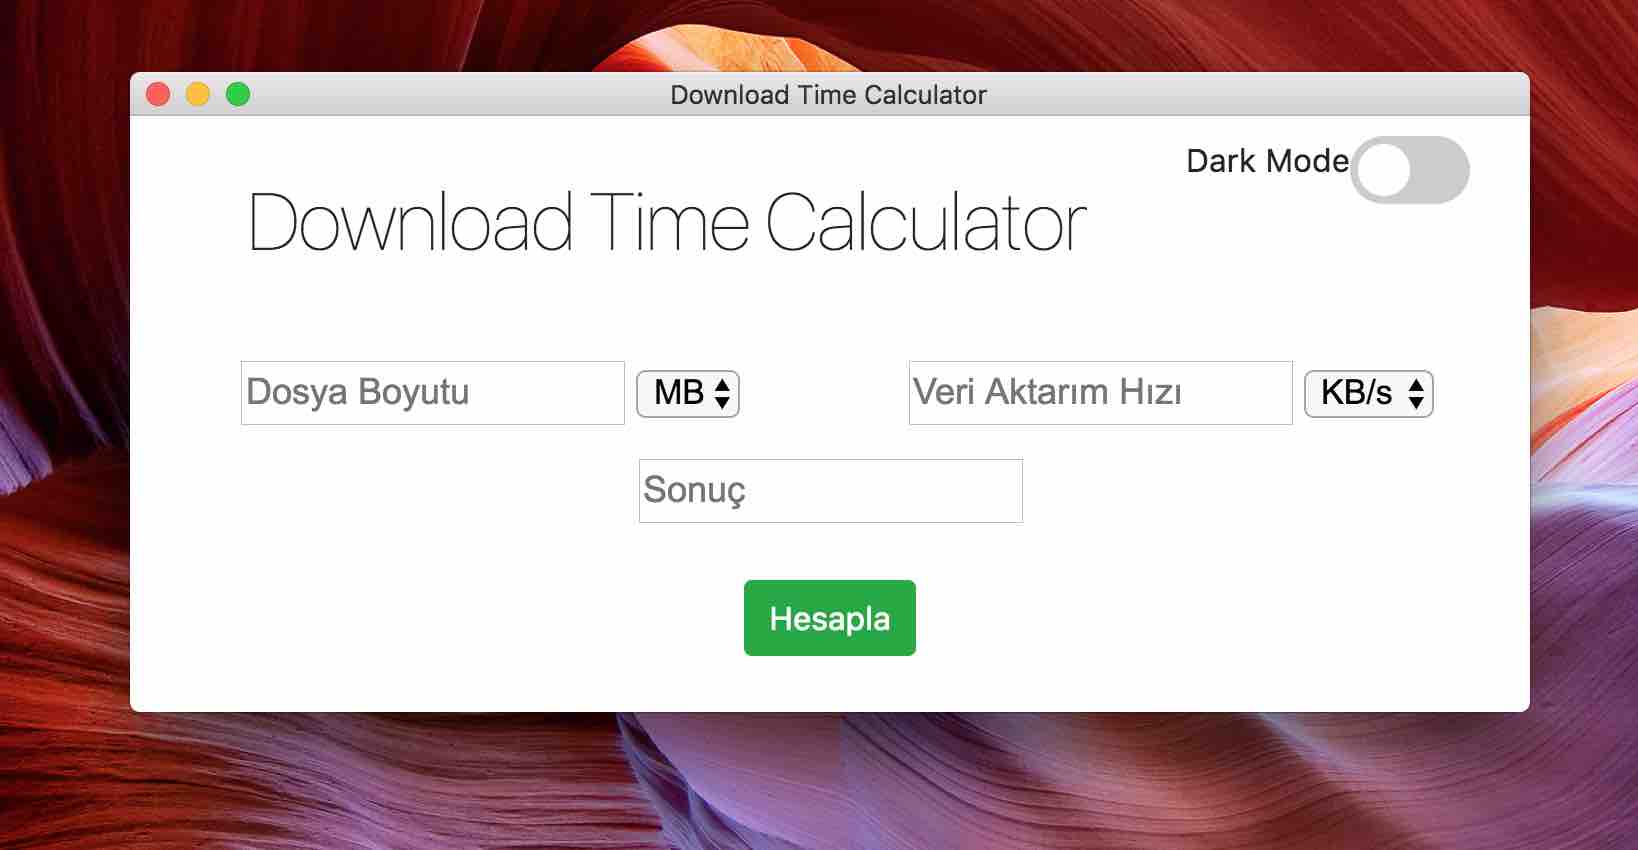 Download Time Calculator
Dark Mode
Download Time Calculator
Dosya Boyutu MB Veri Aktarım Hızı KB/s
Sonuç
Hesapla